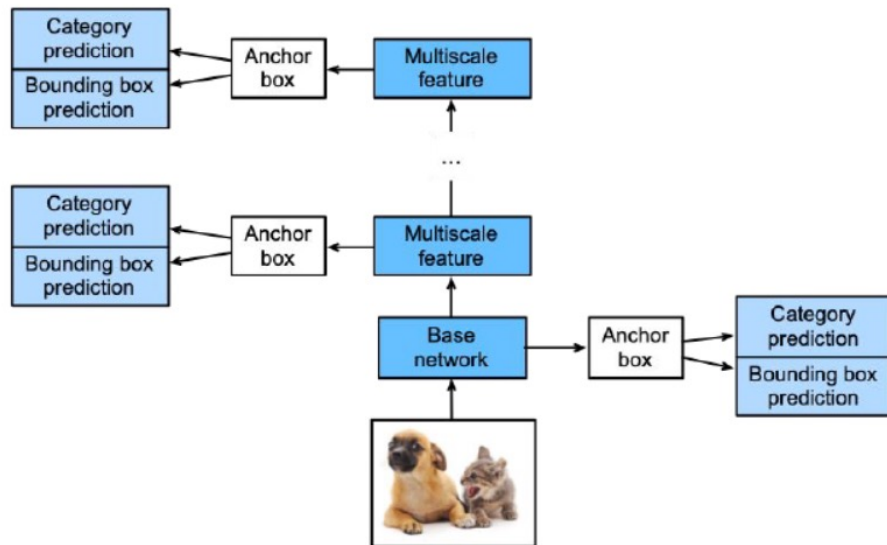 Category
prediction
Bounding box
prediction
Anchor
box
Multiscale
feature
...
Category
prediction
Bounding box
prediction
Anchor
box
Multiscale
feature
Base
network
Anchor
box
Category
prediction
Bounding box
prediction